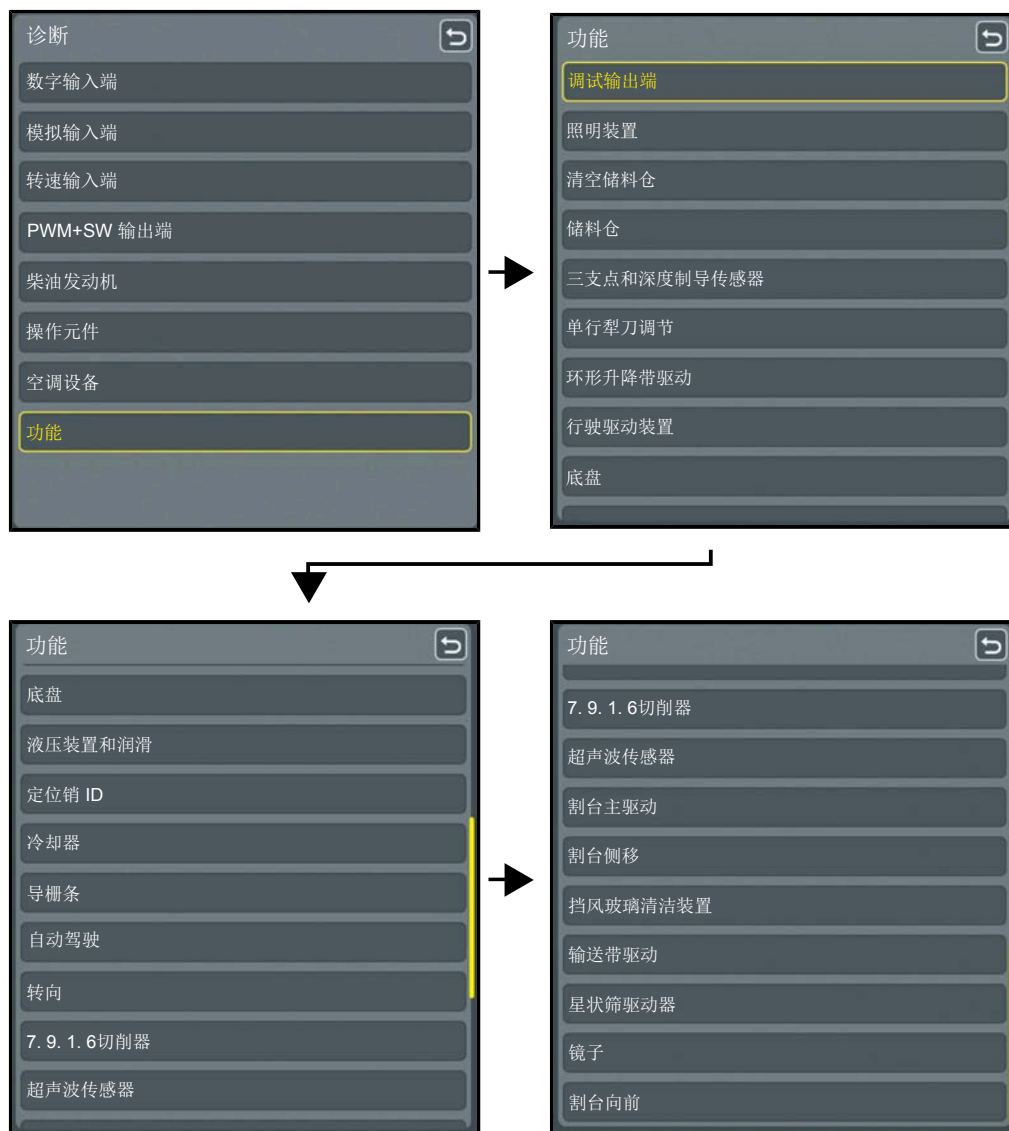 诊断
数字输入端
模拟输入端
转速输入端
PWM+SW 输出端
柴油发动机
操作元件
空调设备
功能
功能
调试输出端
照明装置
清空储料仓
储料仓
三支点和深度制导传感器
单行犁刀调节
环形升降带驱动
行驶驱动装置
底盘
功能
底盘
液压装置和润滑
定位销 ID
冷却器
导栅条
自动驾驶
转向
7. 9. 1. 6切削器
超声波传感器
功能
7. 9. 1. 6切削器
超声波传感器
割台主驱动
割台侧移
挡风玻璃清洁装置
输送带驱动
星状筛驱动器
镜子
割台向前